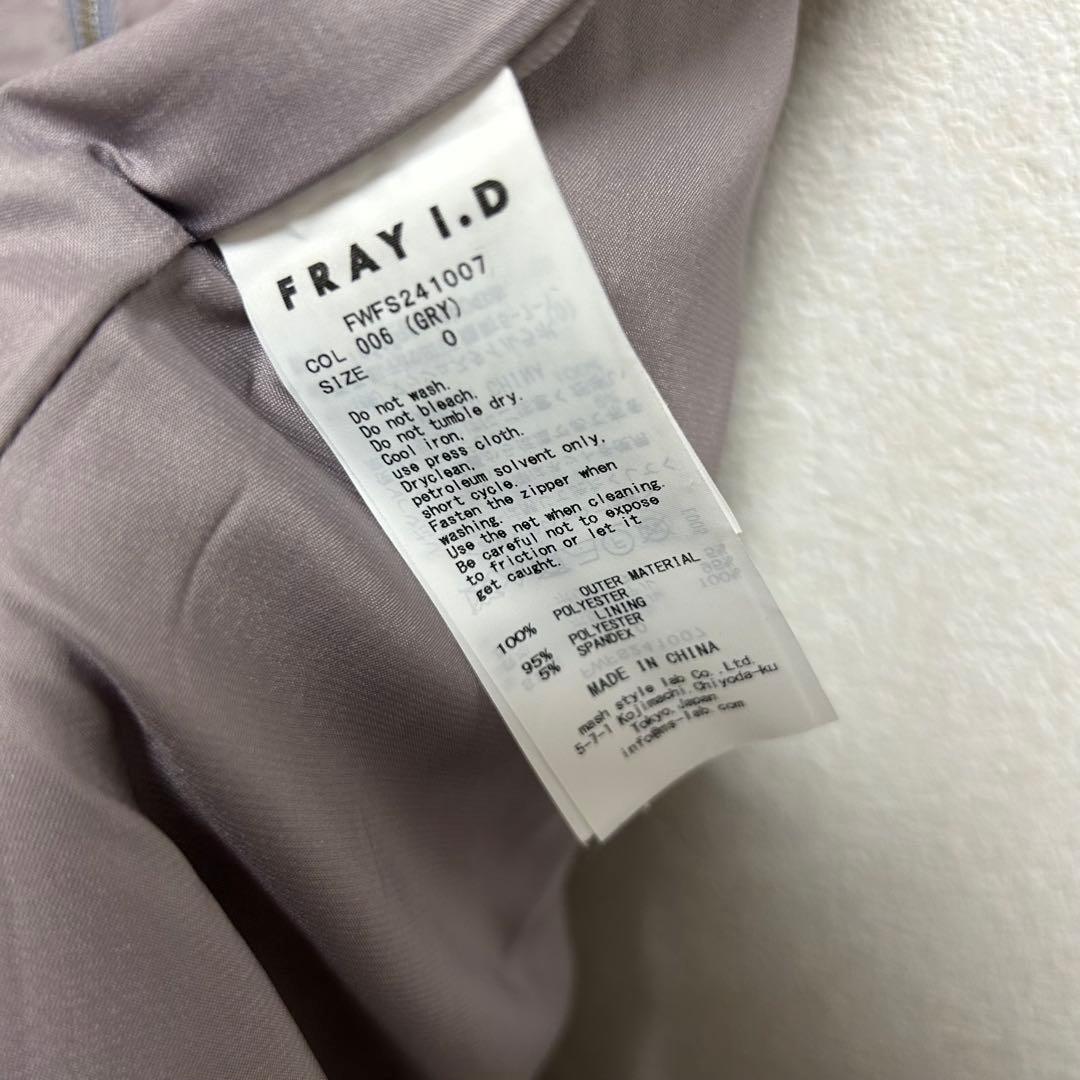 FRAY I.D
FWFS241007
COL 006 (GRY)
SIZE 0
Do not wash.
Do not bleach.
Do not tumble dry.
Cool iron.
use press cloth.
Dryclean.
petroleum solvent only,
short cycle.
Fasten the zipper when
washing.
Use the net when cleaning.
Be careful not to expose
to friction or let it
get caught.
OUTER MATERIAL
100% POLYESTER
LINING
95% POLYESTER
5% SPANDEX
MADE IN CHINA
mash style lab Co.,Ltd.
5-7-1 Kojimachi,Chiyoda-ku
Tokyo,Japan
info@ms-lab.com